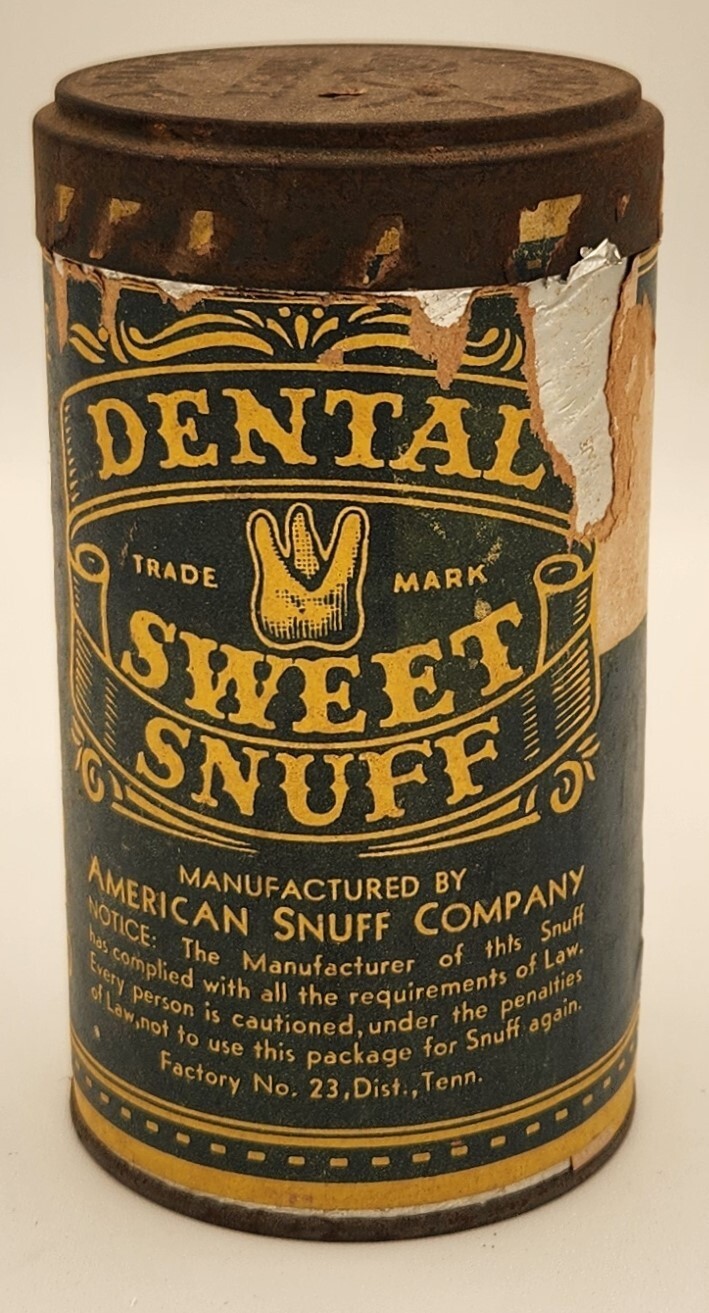 DENTAL
TRADE MARK
SWEET
SNUFF
MANUFACTURED BY
AMERICAN SNUFF COMPANY
NOTICE: The Manufacturer of this Snuff
has complied with all the requirements of Law.
Every person is cautioned, under the penalties
of Law, not to use this package for Snuff again.
Factory No. 23, Dist., Tenn.